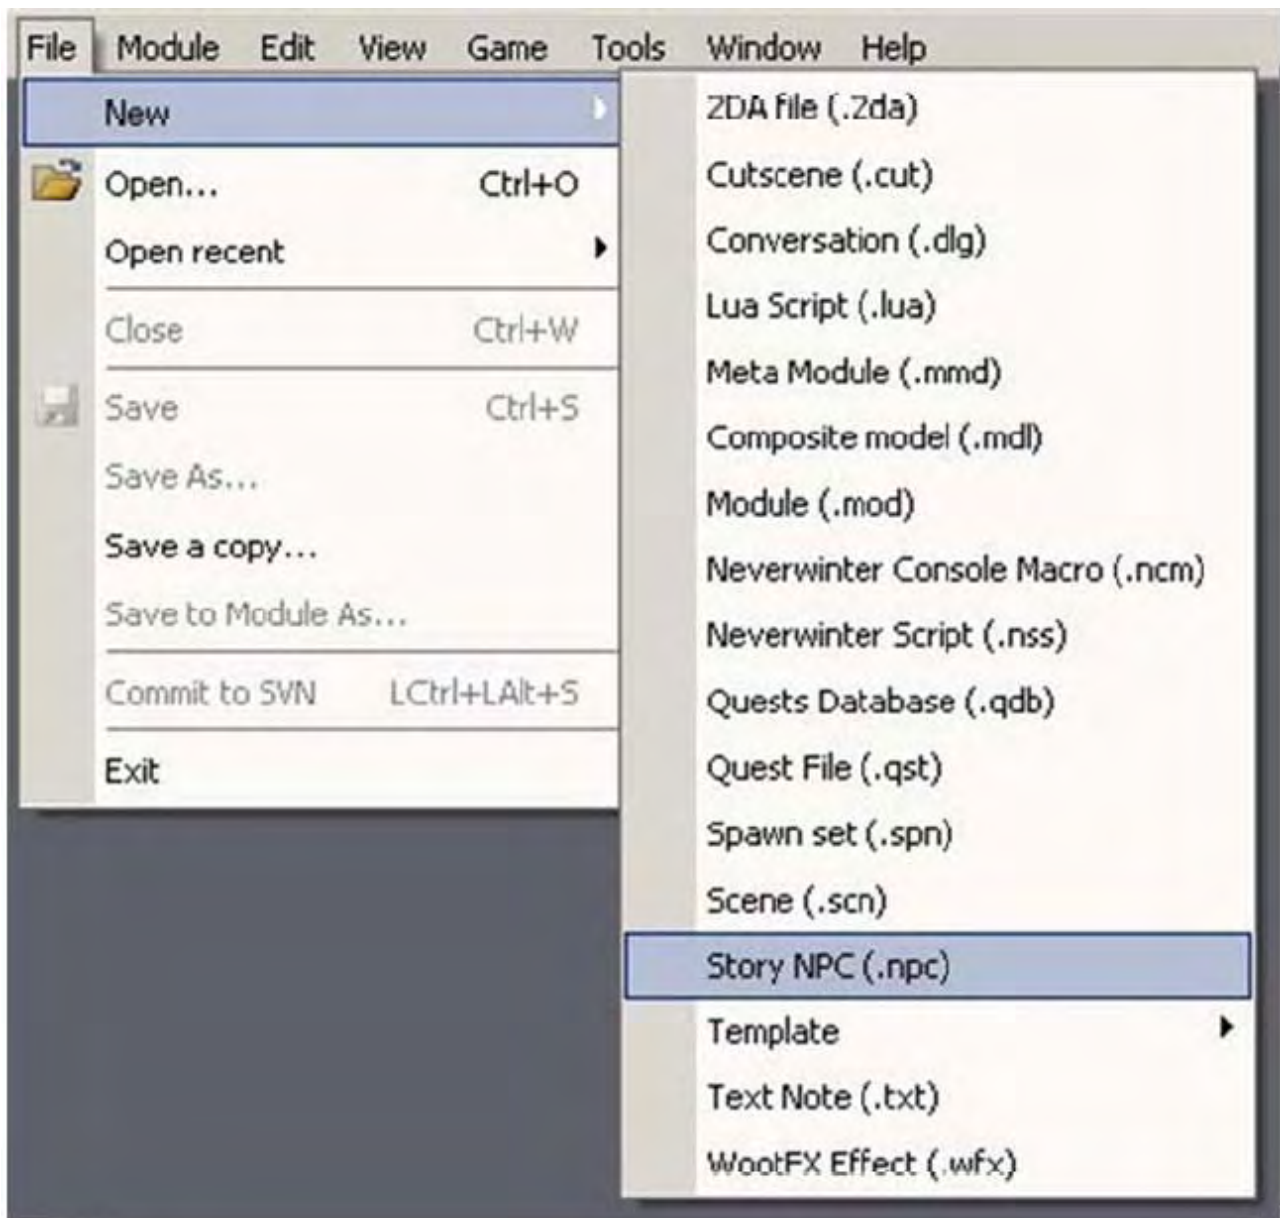 File Module Edit View Game Tools Window Help
New
Open... Ctrl+O
Open recent
Close Ctrl+W
Save Ctrl+S
Save As...
Save a copy...
Save to Module As...
Commit to SVN LCtrl+LAlt+S
Exit
2DA file (.2da)
Cutscene (.cut)
Conversation (.dlg)
Lua Script (.lua)
Meta Module (.mmd)
Composite model (.mdl)
Module (.mod)
Neverwinter Console Macro (.ncm)
Neverwinter Script (.nss)
Quests Database (.qdb)
Quest File (.qst)
Spawn set (.spn)
Scene (.scn)
Story NPC (.npc)
Template
Text Note (.txt)
WootFX Effect (.wfx)